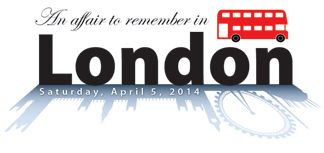 An affair to remember in
London
Saturday, April 5, 2014